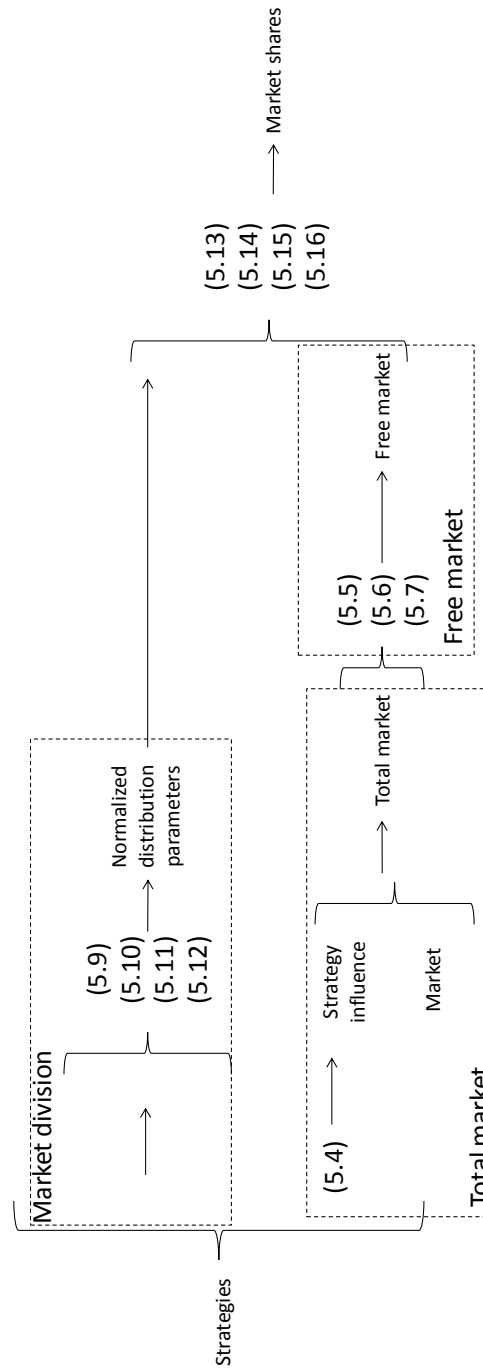 Strategies
Market division
(5.9)
(5.10)
(5.11)
(5.12)
Normalized
distribution
parameters
(5.4)
Strategy
influence
Market
Total market
Total market
(5.5)
(5.6)
(5.7)
Free market
Free market
(5.13)
(5.14)
(5.15)
(5.16)
Market shares